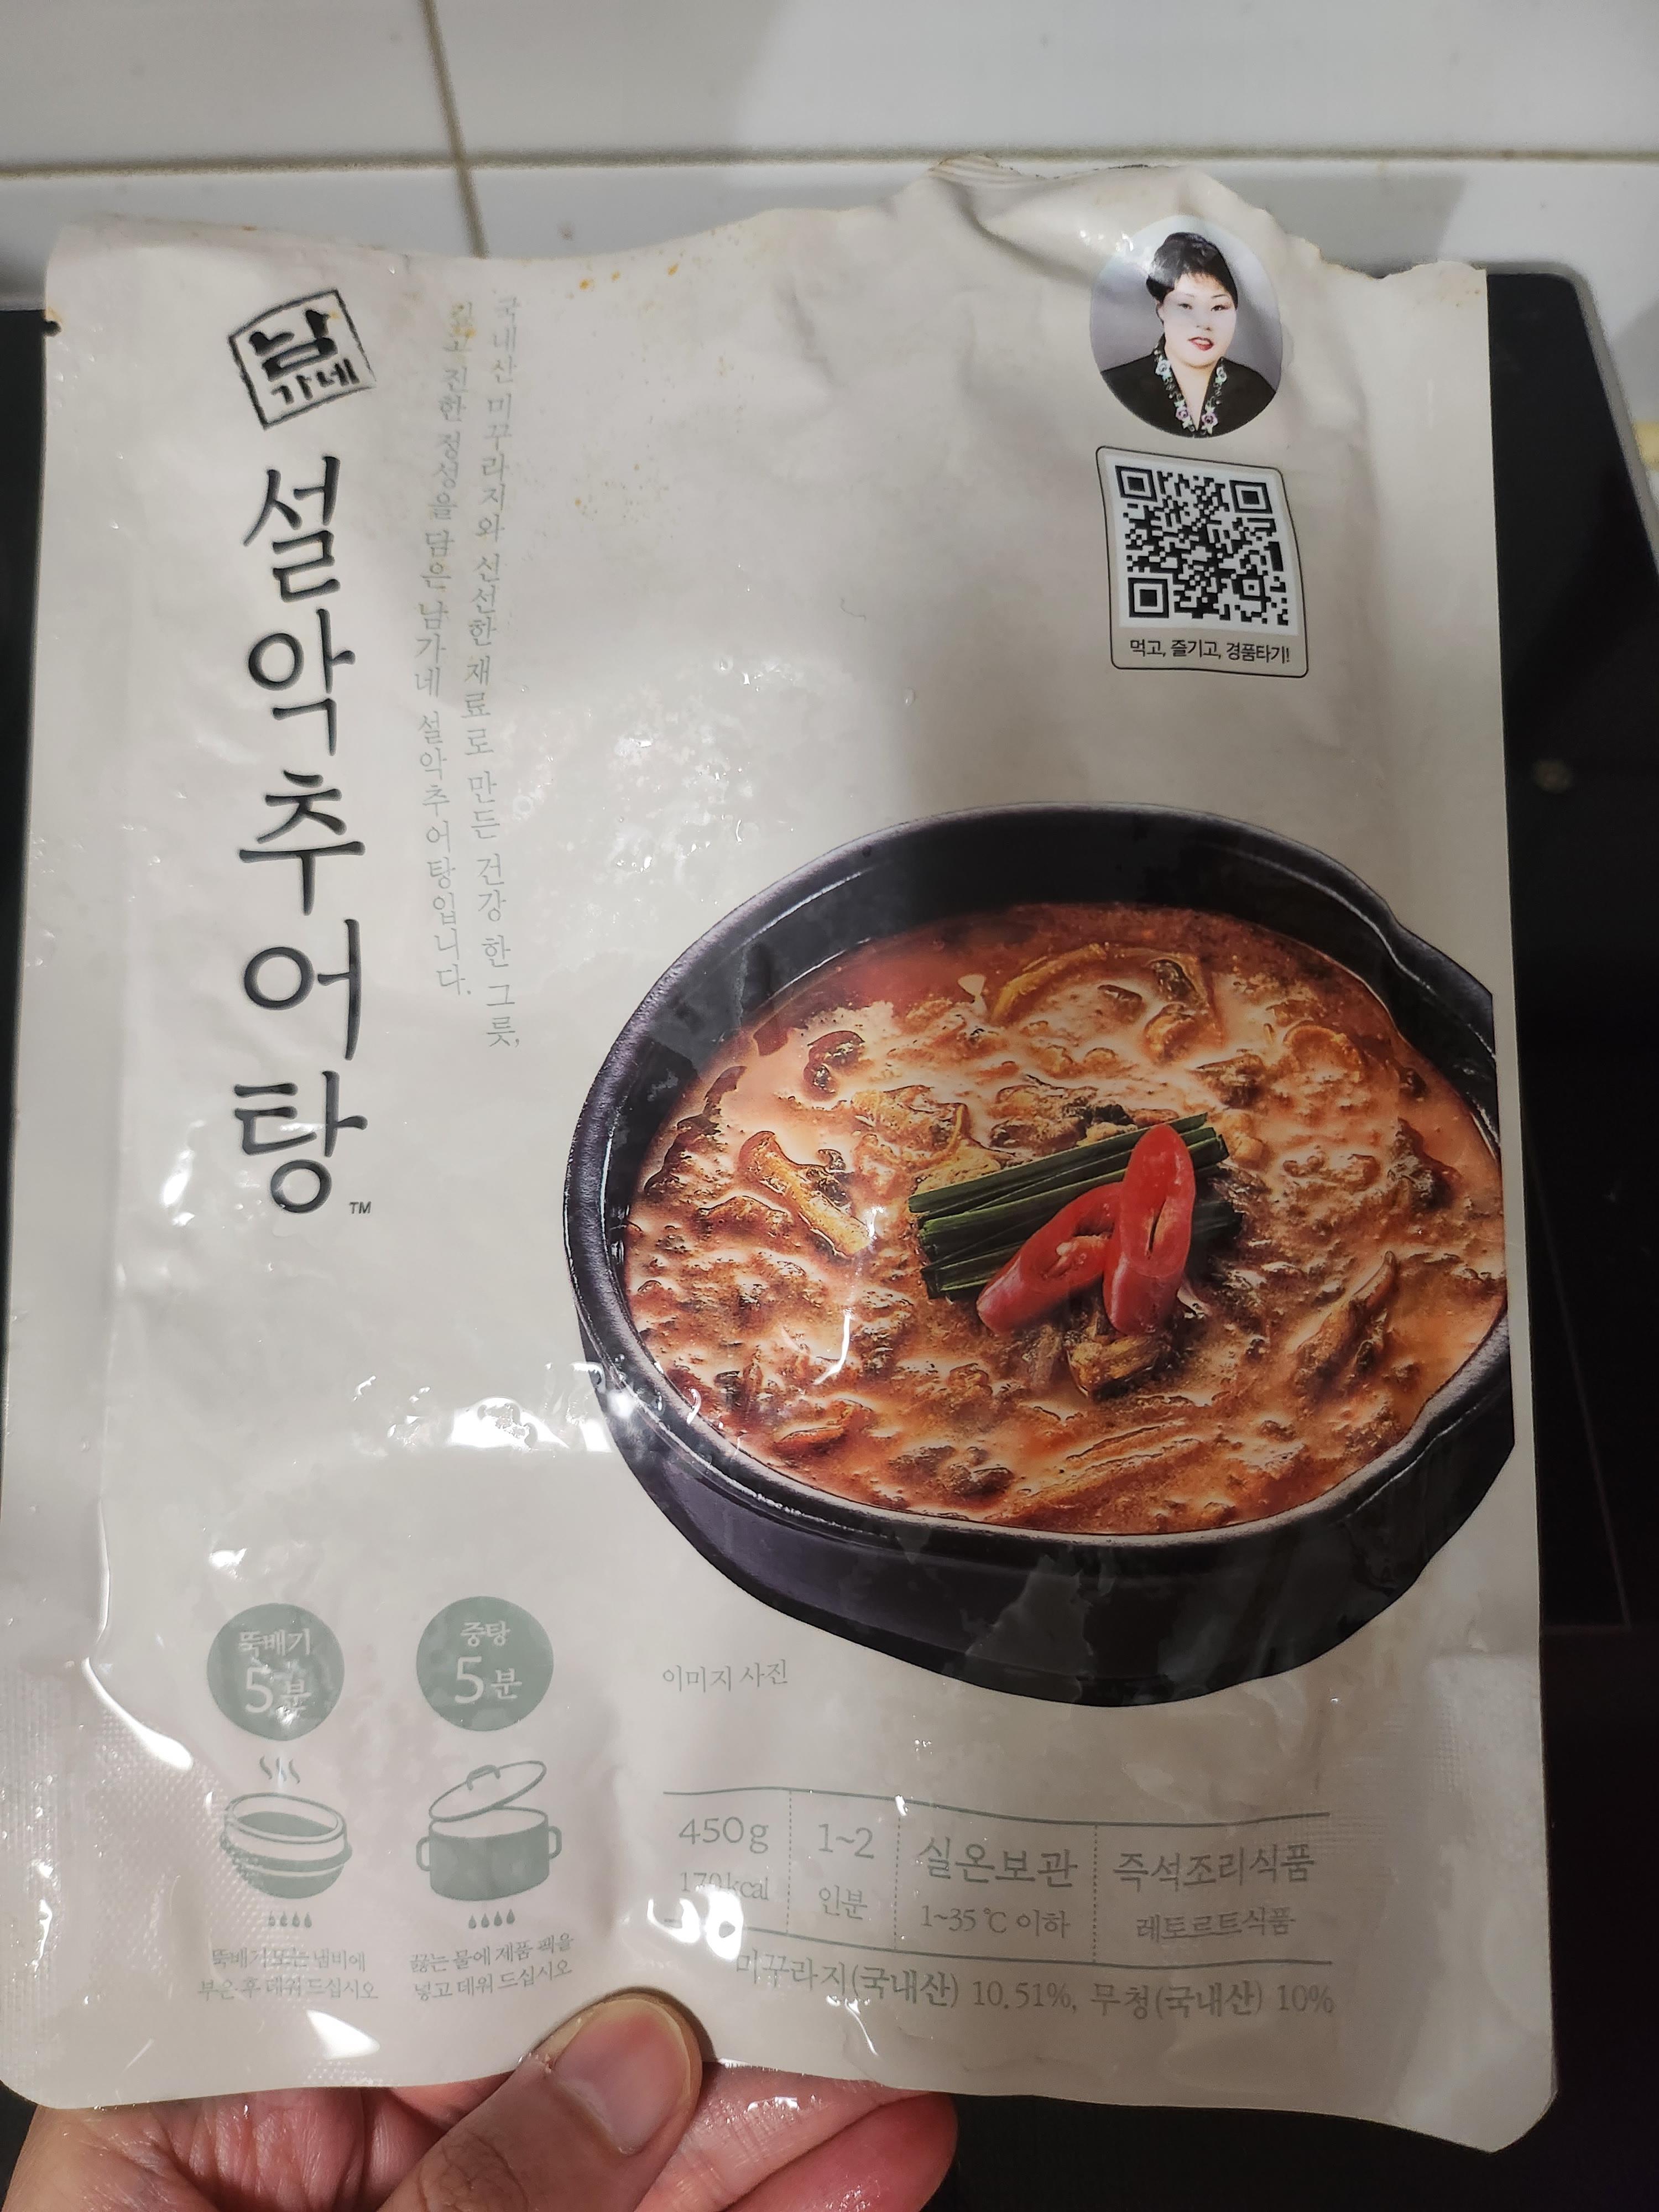 남
가네
설악추어탕
TM
국내산 미꾸라지와 신선한 재료로 만든 건강 한 그릇,
깊고 진한 정성을 담은 남가네 설악추어탕입니다.
먹고, 즐기고, 경품타기!
뚝배기
5분
중탕
5분
뚝배기 또는 냄비에
부은 후 데워 드십시오
끓는 물에 제품 팩을
넣고 데워 드십시오
이미지 사진
450g
170kcal
1~2
인분
실온보관
1~35℃ 이하
즉석조리식품
레토르트식품
미꾸라지(국내산) 10.51%, 무청(국내산) 10%